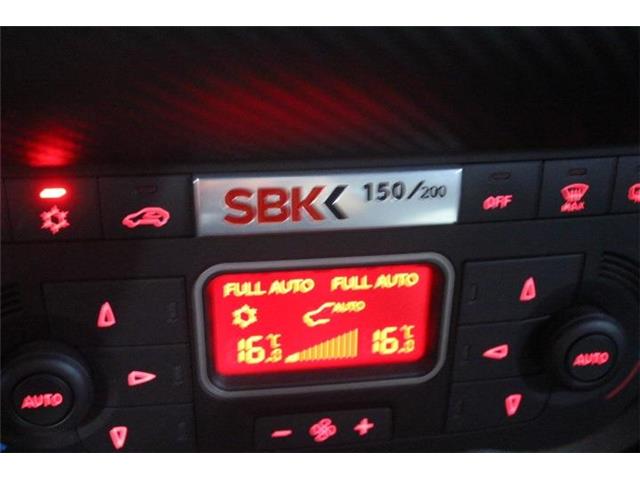 SBK 150/200
OFF
MAX
FULL AUTO FULL AUTO
AUTO
16.0°C 16.0°C
AUTO
AUTO
- +